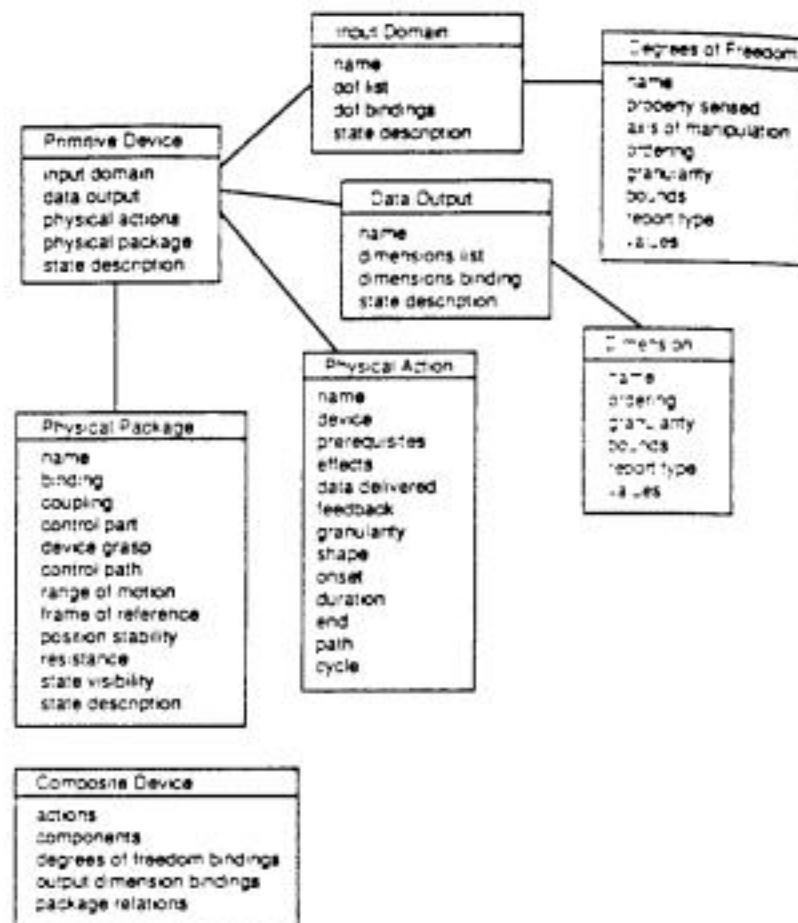 Input Domain
name
dof list
dof bindings
state description
Degrees of Freedom
name
property sensed
axis of manipulation
ordering
granularity
bounds
report type
values
Primitive Device
input domain
data output
physical actions
physical package
state description
Data Output
name
dimensions list
dimensions binding
state description
Dimension
name
ordering
granularity
bounds
report type
values
Physical Action
name
device
prerequisites
effects
data delivered
feedback
granularity
shape
onset
duration
end
path
cycle
Physical Package
name
binding
coupling
control part
device grasp
control path
range of motion
frame of reference
position stability
resistance
state visibility
state description
Composite Device
actions
components
degrees of freedom bindings
output dimension bindings
package relations